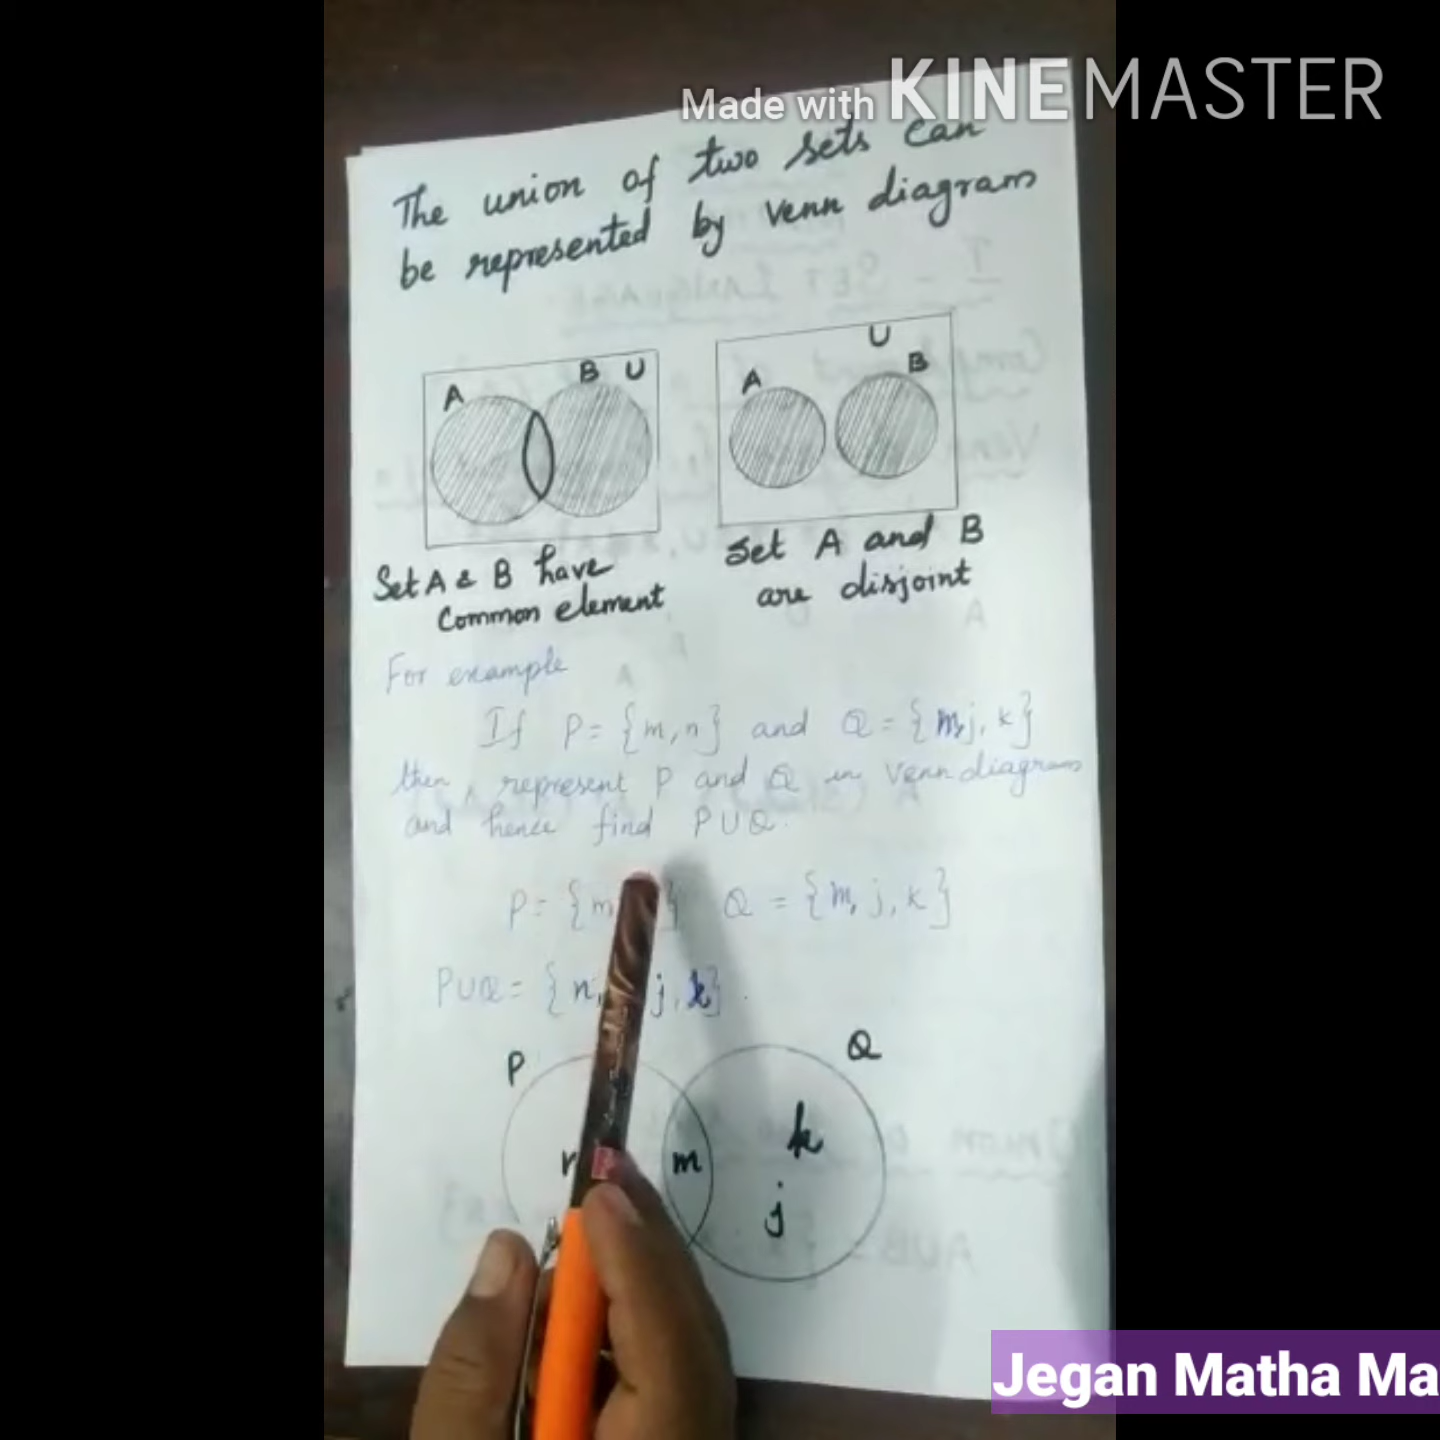 Made with KINEMASTER
The union of two sets can
be represented by Venn diagram
A B U
U
A B
Set A & B have
Common element
Set A and B
are disjoint
For example
If P = {m, n} and Q = {m, j, k}
then, represent P and Q in Venn diagram
and hence find P U Q.
P = {m, } Q = {m, j, k}
PUQ = {n, j, k}.
P Q
m k
j
Jegan Matha Ma